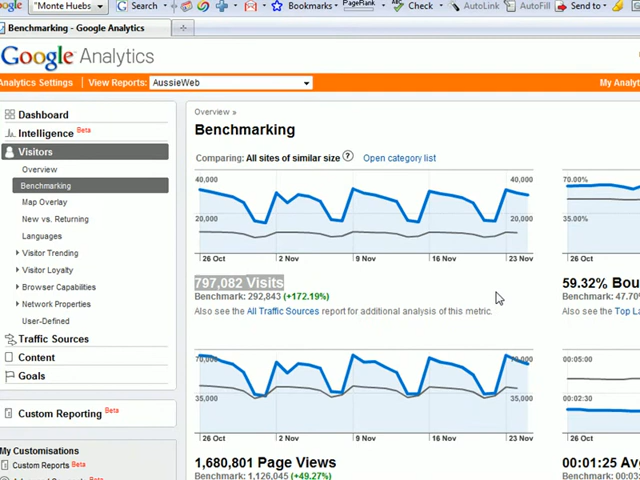 oogle "Monte Huebs" Search Bookmarks PageRank Check AutoLink AutoFill Send to
Benchmarking - Google Analytics
Google Analytics
Analytics Settings View Reports: AussieWeb My Analyt
Dashboard
Intelligence Beta
Visitors
Overview
Benchmarking
Map Overlay
New vs. Returning
Languages
Visitor Trending
Visitor Loyalty
Browser Capabilities
Network Properties
User-Defined
Traffic Sources
Content
Goals
Custom Reporting Beta
My Customisations
Custom Reports Beta
Overview »
Benchmarking
Comparing: All sites of similar size ? Open category list
40,000 40,000
20,000 20,000
26 Oct 2 Nov 9 Nov 16 Nov 23 Nov
797,082 Visits
Benchmark: 292,843 (+172.19%)
Also see the All Traffic Sources report for additional analysis of this metric.
70,000 70,000
35,000 35,000
26 Oct 2 Nov 9 Nov 16 Nov 23 Nov
1,680,801 Page Views
Benchmark: 1,126,045 (+49.27%)
70.00%
35.00%
26 Oct
59.32% Bou
Benchmark: 47.70
Also see the Top La
00:05:00
00:02:30
26 Oct
00:01:25 Av
Benchmark: 00:03: